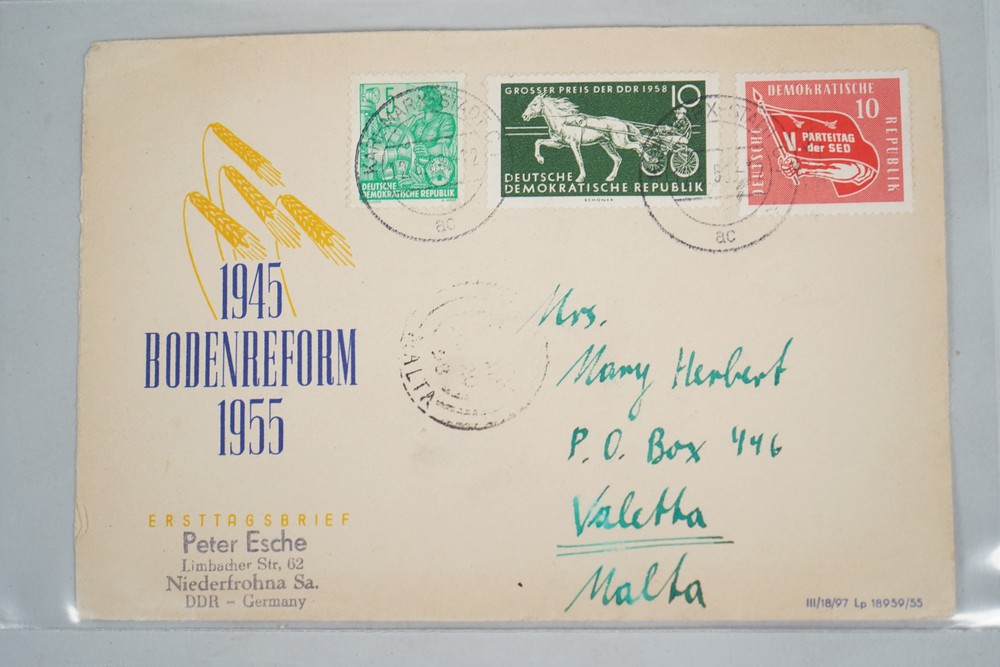 5
DEUTSCHE
DEMOKRATISCHE REPUBLIK
GROSSER PREIS DER DDR 1958
10
DEUTSCHE
DEMOKRATISCHE REPUBLIK
DEMOKRATISCHE
10
DEUTSCHE
REPUBLIK
V. PARTEITAG
der SED
ac
ac
MALTA
1945
BODENREFORM
1955
ERSTTAGSBRIEF
Peter Esche
Limbacher Str, 62
Niederfrohna Sa.
DDR – Germany
Mrs.
Mary Herbert
P. O. Box 446
Valetta
Malta
III/18/97 Lp 18959/55